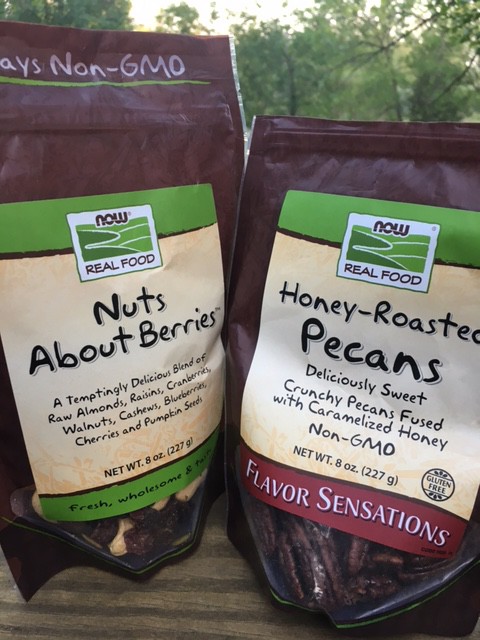 ays Non-GMO
now®
REAL FOOD
Nuts
About Berries™
A Temptingly Delicious Blend of
Raw Almonds, Raisins, Cranberries,
Walnuts, Cashews, Blueberries,
Cherries and Pumpkin Seeds
NET WT. 8 oz. (227 g)
Fresh, wholesome &
now®
REAL FOOD
Honey-Roasted
Pecans
Deliciously Sweet
Crunchy Pecans Fused
with Caramelized Honey
Non-GMO
NET WT. 8 oz. (227 g)
GLUTEN
FREE
FLAVOR SENSATIONS